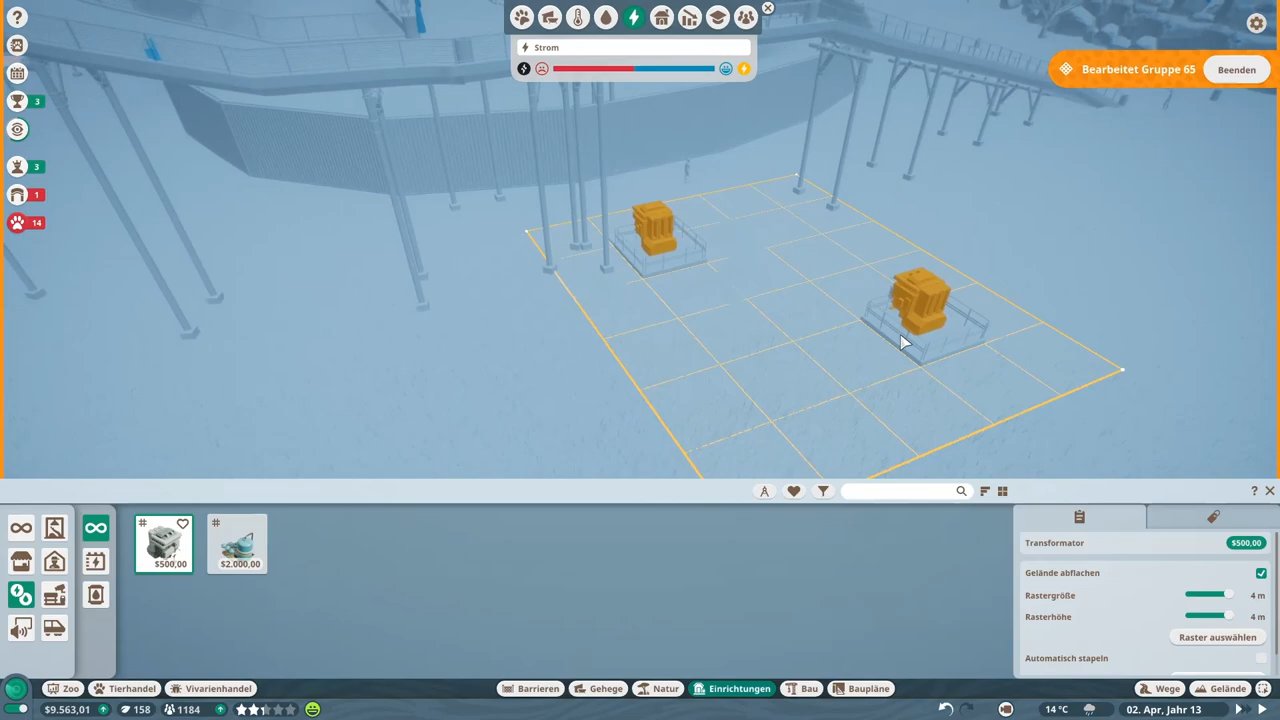 ?
Strom
Bearbeitet Gruppe 65
Beenden
3
3
1
14
? ×
# $500,00
# $2.000,00
Transformator $500,00
Gelände abflachen
Rastergröße 4 m
Rasterhöhe 4 m
Raster auswählen
Automatisch stapeln
Zoo Tierhandel Vivarienhandel Barrieren Gehege Natur Einrichtungen Bau Baupläne Wege Gelände
$9.563,01 158 1184 14 °C 02. Apr, Jahr 13